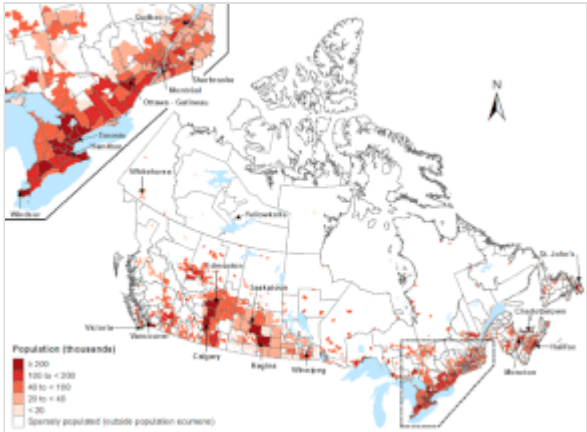 Québec
Sherbrooke
Montréal
Ottawa - Gatineau
Toronto
Hamilton
Windsor
N
Whitehorse
Yellowknife
St. John's
Edmonton
Saskatoon
Charlottetown
Victoria
Vancouver
Halifax
Calgary
Regina
Winnipeg
Moncton
Population (thousands)
≥ 200
100 to < 200
40 to < 100
20 to < 40
< 20
Sparsely populated (outside population ecumene)